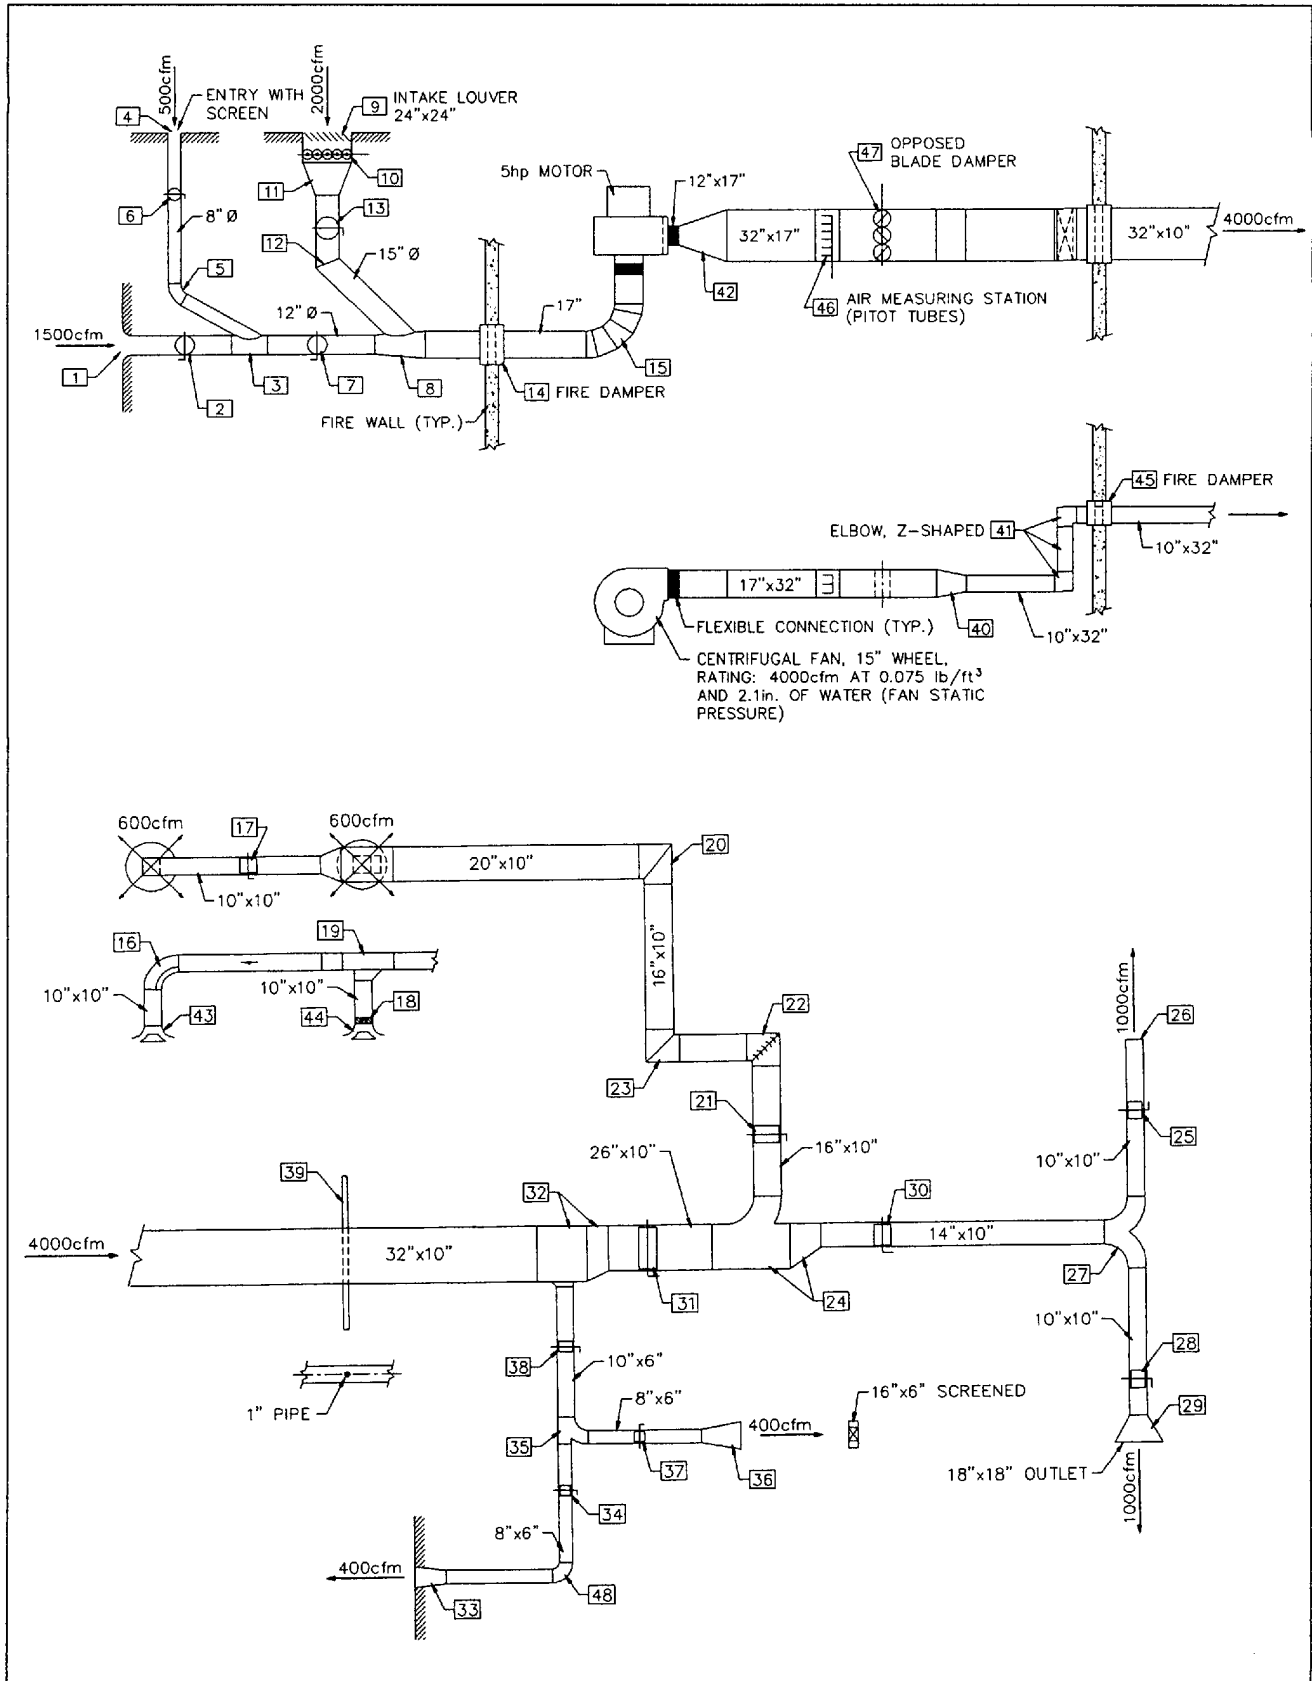 500cfm
2000cfm
4
ENTRY WITH
SCREEN
9 INTAKE LOUVER
24"x24"
10
11
6
8" Ø
13
12
15" Ø
5
12" Ø
1500cfm
1
2
3
7
8
17"
14 FIRE DAMPER
15
FIRE WALL (TYP.)
5hp MOTOR
12"x17"
47 OPPOSED
BLADE DAMPER
32"x17"
32"x10"
4000cfm
42
46 AIR MEASURING STATION
(PITOT TUBES)
45 FIRE DAMPER
ELBOW, Z-SHAPED 41
10"x32"
17"x32"
FLEXIBLE CONNECTION (TYP.)
40
10"x32"
CENTRIFUGAL FAN, 15" WHEEL,
RATING: 4000cfm AT 0.075 lb/ft³
AND 2.1in. OF WATER (FAN STATIC
PRESSURE)
600cfm
17
600cfm
20
20"x10"
10"x10"
16
19
10"x10"
10"x10"
18
43
44
16"x10"
22
23
21
26"x10"
16"x10"
1000cfm
26
25
10"x10"
39
32
30
4000cfm
32"x10"
14"x10"
27
31
24
10"x10"
38
10"x6"
1" PIPE
8"x6"
16"x6" SCREENED
28
29
400cfm
35
37
36
18"x18" OUTLET
1000cfm
34
8"x6"
400cfm
33
48